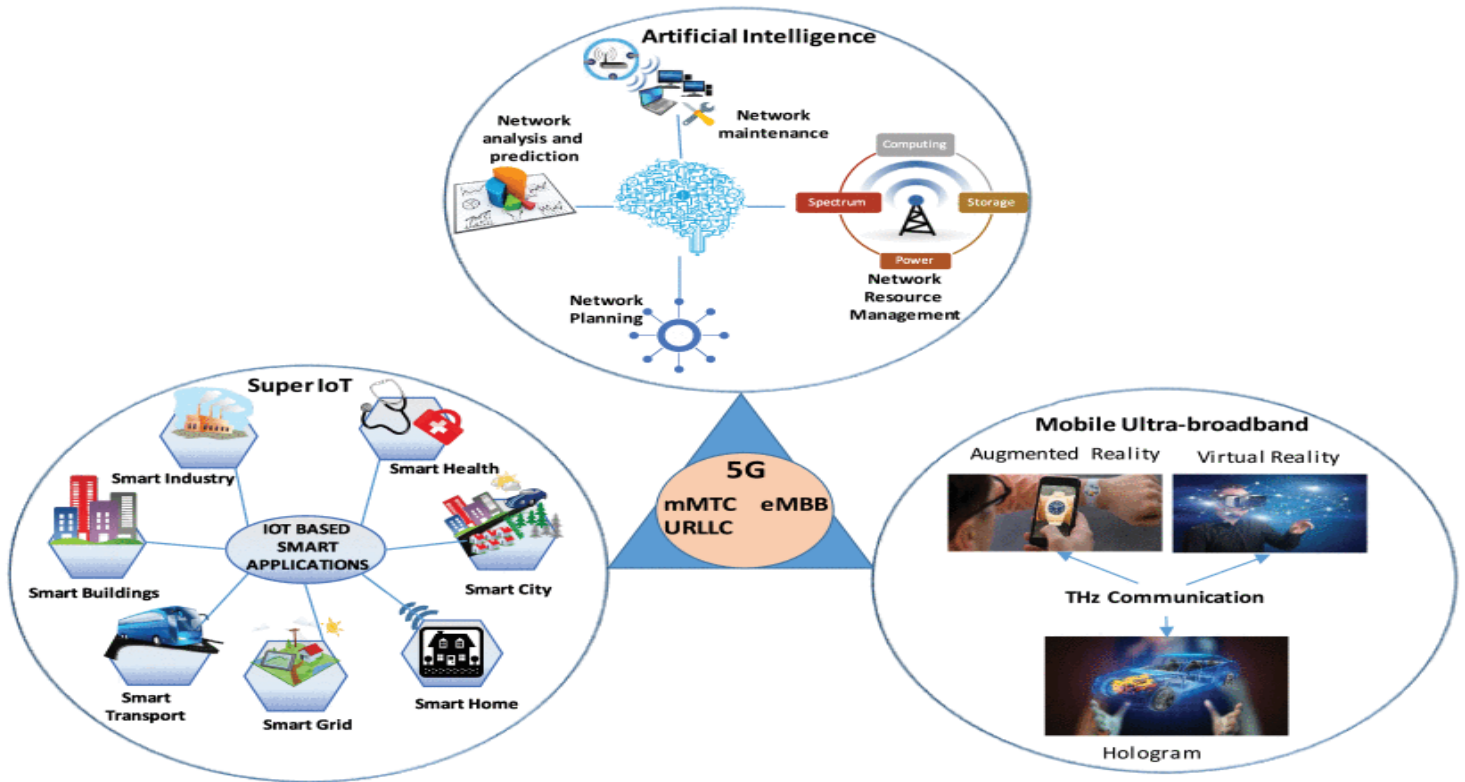 Artificial Intelligence
Network
analysis and
prediction
Network
maintenance
Computing
Spectrum
Storage
Power
Network
Resource
Management
Network
Planning
Super IoT
Smart Industry
Smart Health
Smart Buildings
IOT BASED
SMART
APPLICATIONS
Smart City
Smart
Transport
Smart Grid
Smart Home
5G
mMTC eMBB
URLLC
Mobile Ultra-broadband
Augmented Reality
Virtual Reality
THz Communication
Hologram